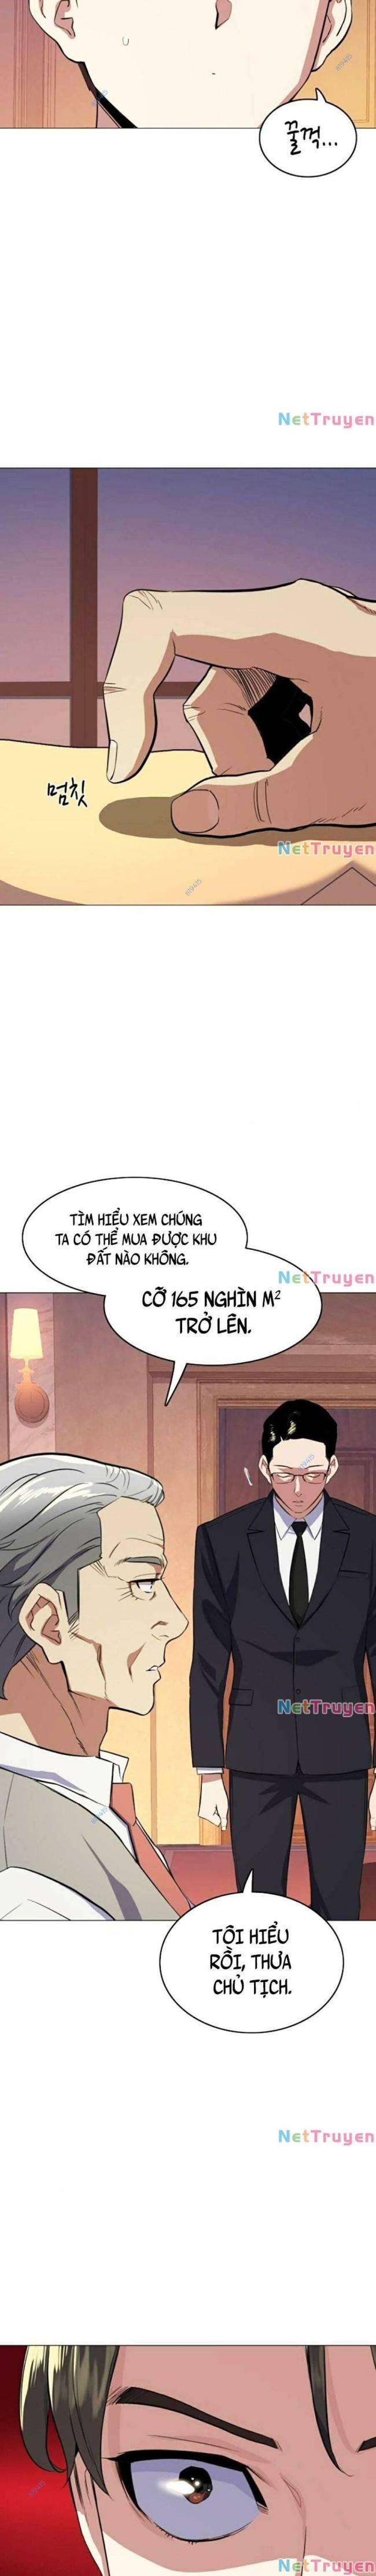 꿀꺽...
NetTruyen
멈칫
NetTruyen
TÌM HIỂU XEM CHÚNG
TA CÓ THỂ MUA ĐƯỢC KHU
ĐẤT NÀO KHÔNG.
NetTruyen
CỠ 165 NGHÌN M²
TRỞ LÊN.
NetTruyen
TÔI HIỂU
RỒI, THƯA
CHỦ TỊCH.
NetTruyen